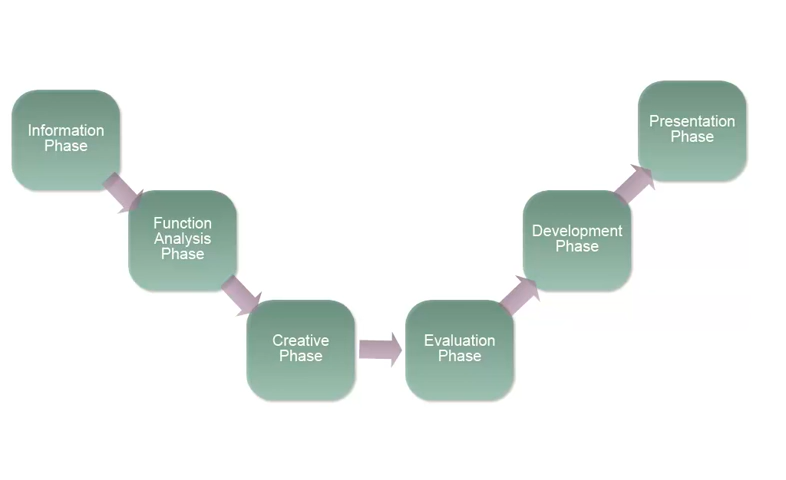 Information
Phase
Function
Analysis
Phase
Creative
Phase
Evaluation
Phase
Development
Phase
Presentation
Phase